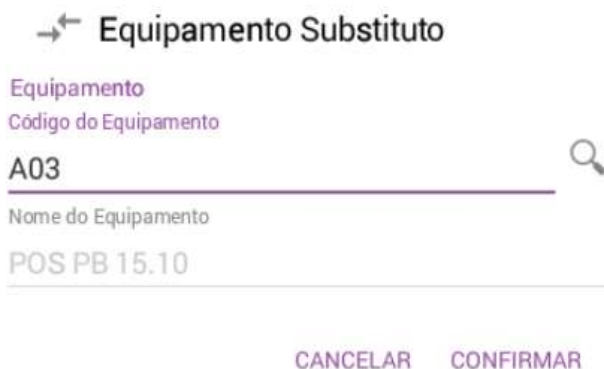 Equipamento Substituto
Equipamento
Código do Equipamento
A03
Nome do Equipamento
POS PB 15.10
CANCELAR CONFIRMAR